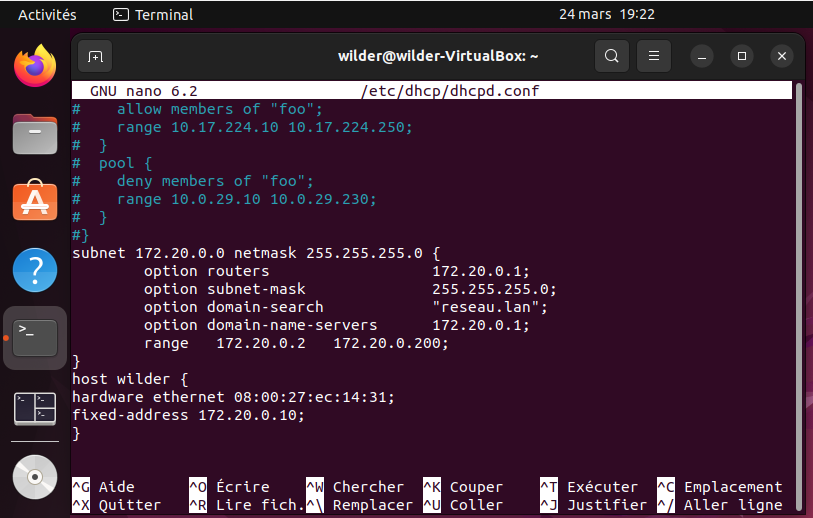 Activités
Terminal
24 mars 19:22
wilder@wilder-VirtualBox: ~
GNU nano 6.2 /etc/dhcp/dhcpd.conf
# allow members of "foo";
# range 10.17.224.10 10.17.224.250;
# }
# pool {
# deny members of "foo";
# range 10.0.29.10 10.0.29.230;
# }
#}
subnet 172.20.0.0 netmask 255.255.255.0 {
option routers 172.20.0.1;
option subnet-mask 255.255.255.0;
option domain-search "reseau.lan";
option domain-name-servers 172.20.0.1;
range 172.20.0.2 172.20.0.200;
}
host wilder {
hardware ethernet 08:00:27:ec:14:31;
fixed-address 172.20.0.10;
}
^G Aide ^O Écrire ^W Chercher ^K Couper ^T Exécuter ^C Emplacement
^X Quitter ^R Lire fich. ^\ Remplacer ^U Coller ^J Justifier ^/ Aller ligne